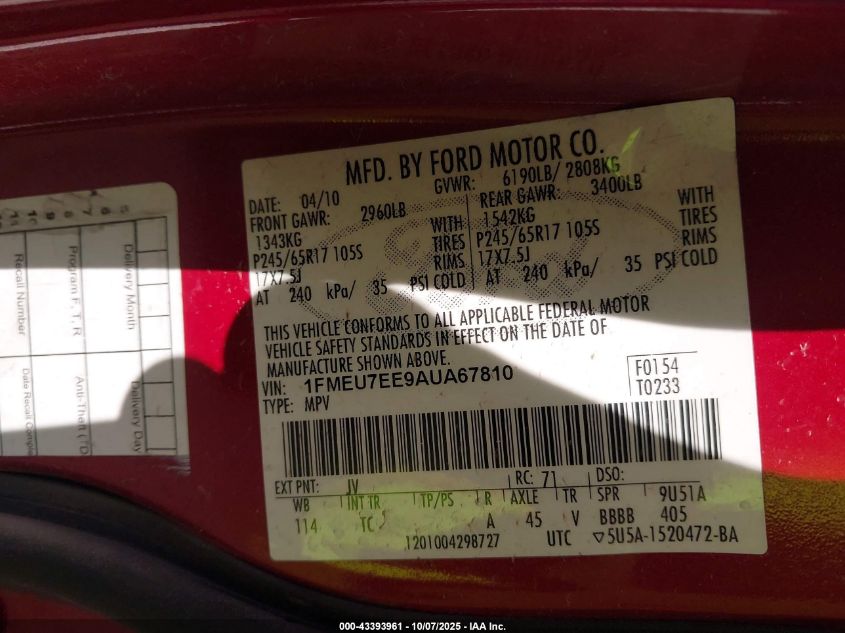 MFD. BY FORD MOTOR CO.
DATE: 04/10 GVWR: 6190LB/ 2808KG
FRONT GAWR: 2960LB REAR GAWR: 3400LB
1343KG WITH 1542KG WITH
P245/65R17 105S TIRES P245/65R17 105S TIRES
17X7.5J RIMS 17X7.5J RIMS
AT 240 kPa/ 35 PSI COLD AT 240 kPa/ 35 PSI COLD
THIS VEHICLE CONFORMS TO ALL APPLICABLE FEDERAL MOTOR
VEHICLE SAFETY STANDARDS IN EFFECT ON THE DATE OF
MANUFACTURE SHOWN ABOVE.
VIN: 1FMEU7EE9AUA67810
TYPE: MPV
F0154
T0233
EXT PNT: JV RC: 71 DSO:
WB INT TR TP/PS R AXLE TR SPR 9U51A
114 TC A 45 V BBBB 405
1201004298727 UTC ▽5U5A-1520472-BA
Delivery Month
Program F.T.R
Recall Number
Delivery Day
Anti-Theft (TD
Date Recall Comple
000-43393961 - 10/07/2025 - IAA Inc.